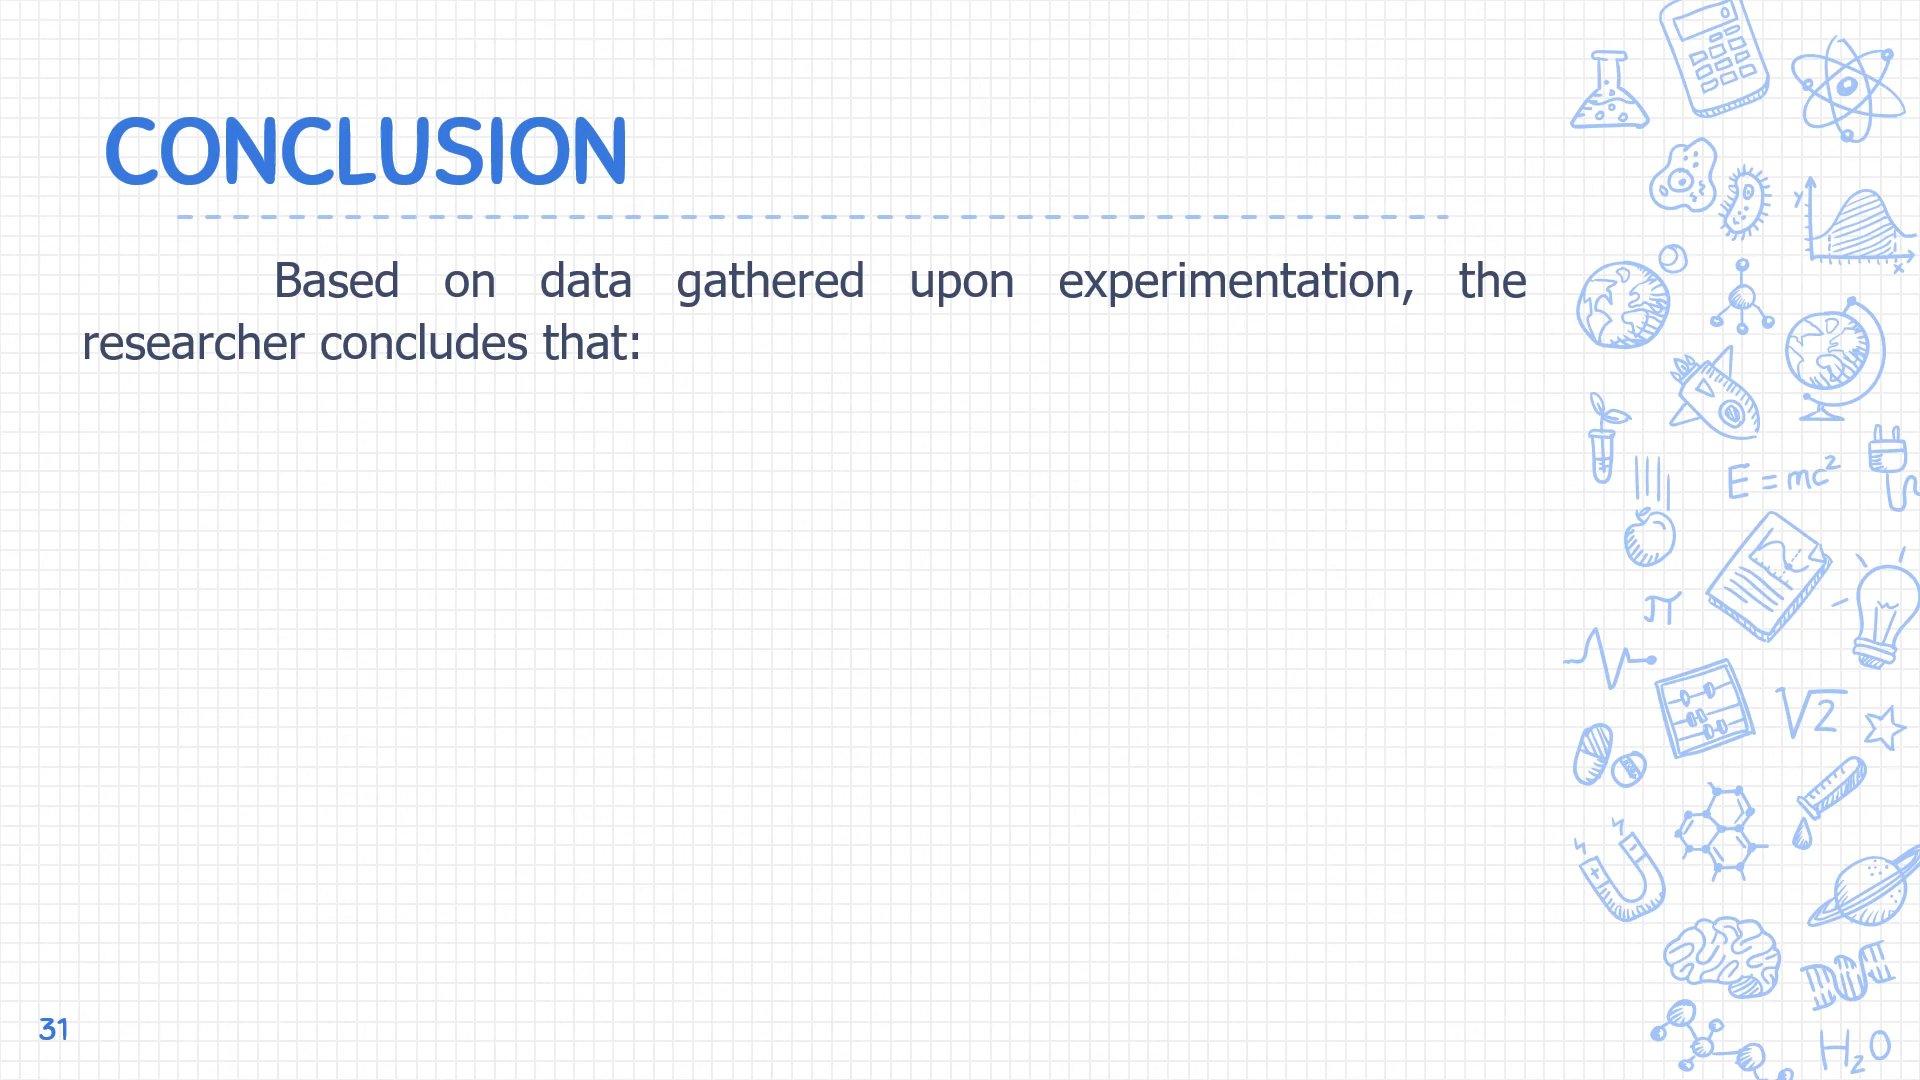 CONCLUSION
Based on data gathered upon experimentation, the
researcher concludes that:
y
x
E = mc²
π
√2
H₂O
31